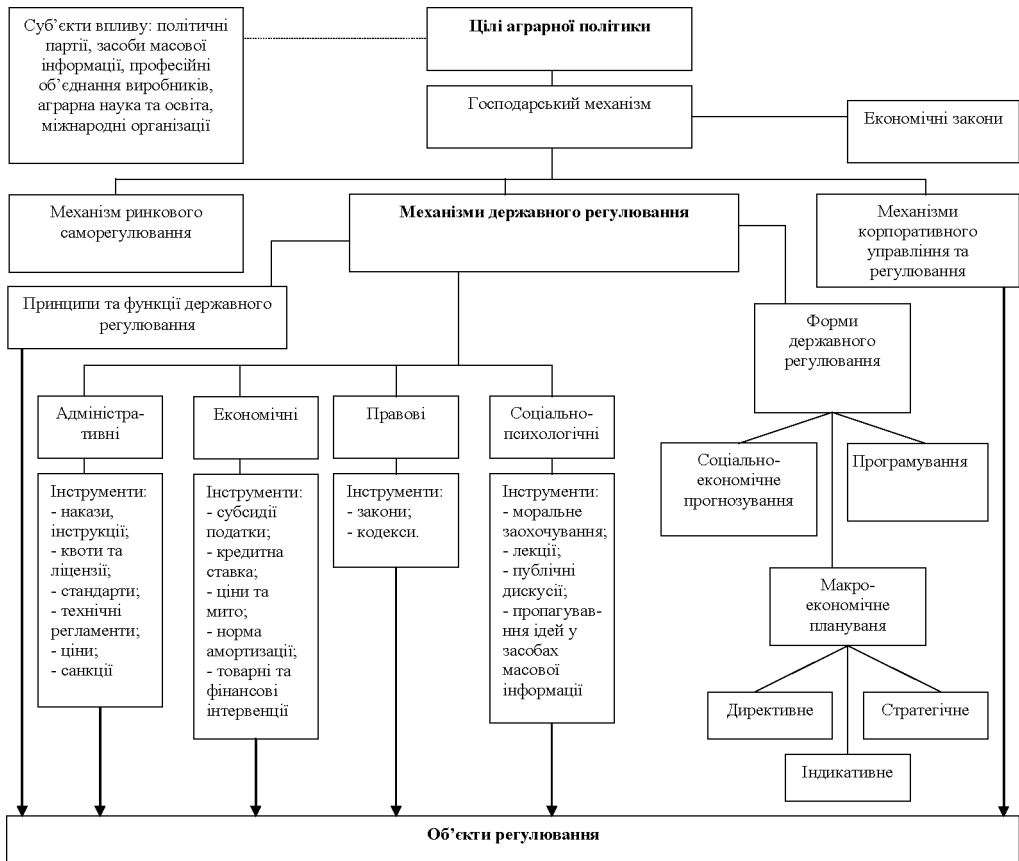 Суб’єкти впливу: політичні
партії, засоби масової
інформації, професійні
об’єднання виробників,
аграрна наука та освіта,
міжнародні організації
Цілі аграрної політики
Господарський механізм
Економічні закони
Механізм ринкового
саморегулювання
Механізми державного регулювання
Механізми
корпоративного
управління та
регулювання
Принципи та функції державного
регулювання
Форми
державного
регулювання
Адміністра-
тивні
Економічні
Правові
Соціально-
психологічні
Соціально-
економічне
прогнозування
Програмування
Інструменти:
- накази,
інструкції;
- квоти та
ліцензії;
- стандарти;
- технічні
регламенти;
- ціни;
- санкції
Інструменти:
- субсидії
податки;
- кредитна
ставка;
- ціни та
мито;
- норма
амортизації;
- товарні та
фінансові
інтервенції
Інструменти:
- закони;
- кодекси.
Інструменти:
- моральне
заохочування;
- лекції;
- публічні
дискусії;
- пропагував-
ння ідей у
засобах
масової
інформації
Макро-
економічне
плануваня
Директивне
Стратегічне
Індикативне
Об’єкти регулювання